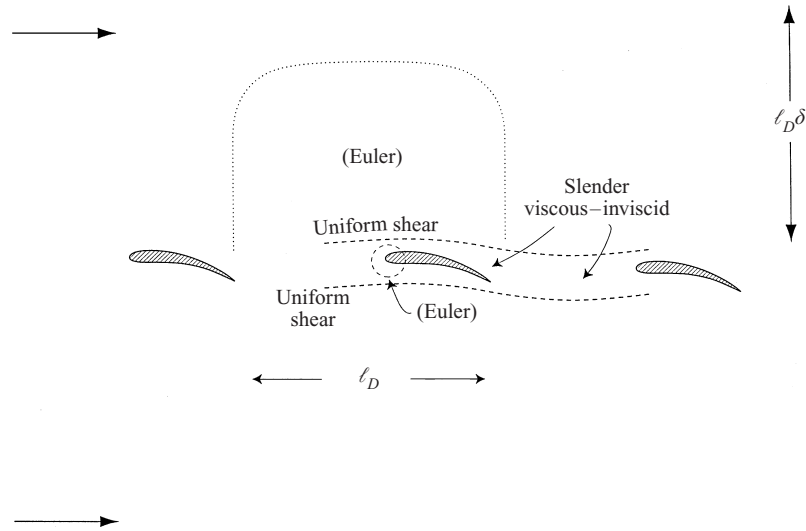 ℓ_Dδ
(Euler)
Slender
viscous–inviscid
Uniform shear
Uniform
shear
(Euler)
ℓ_D